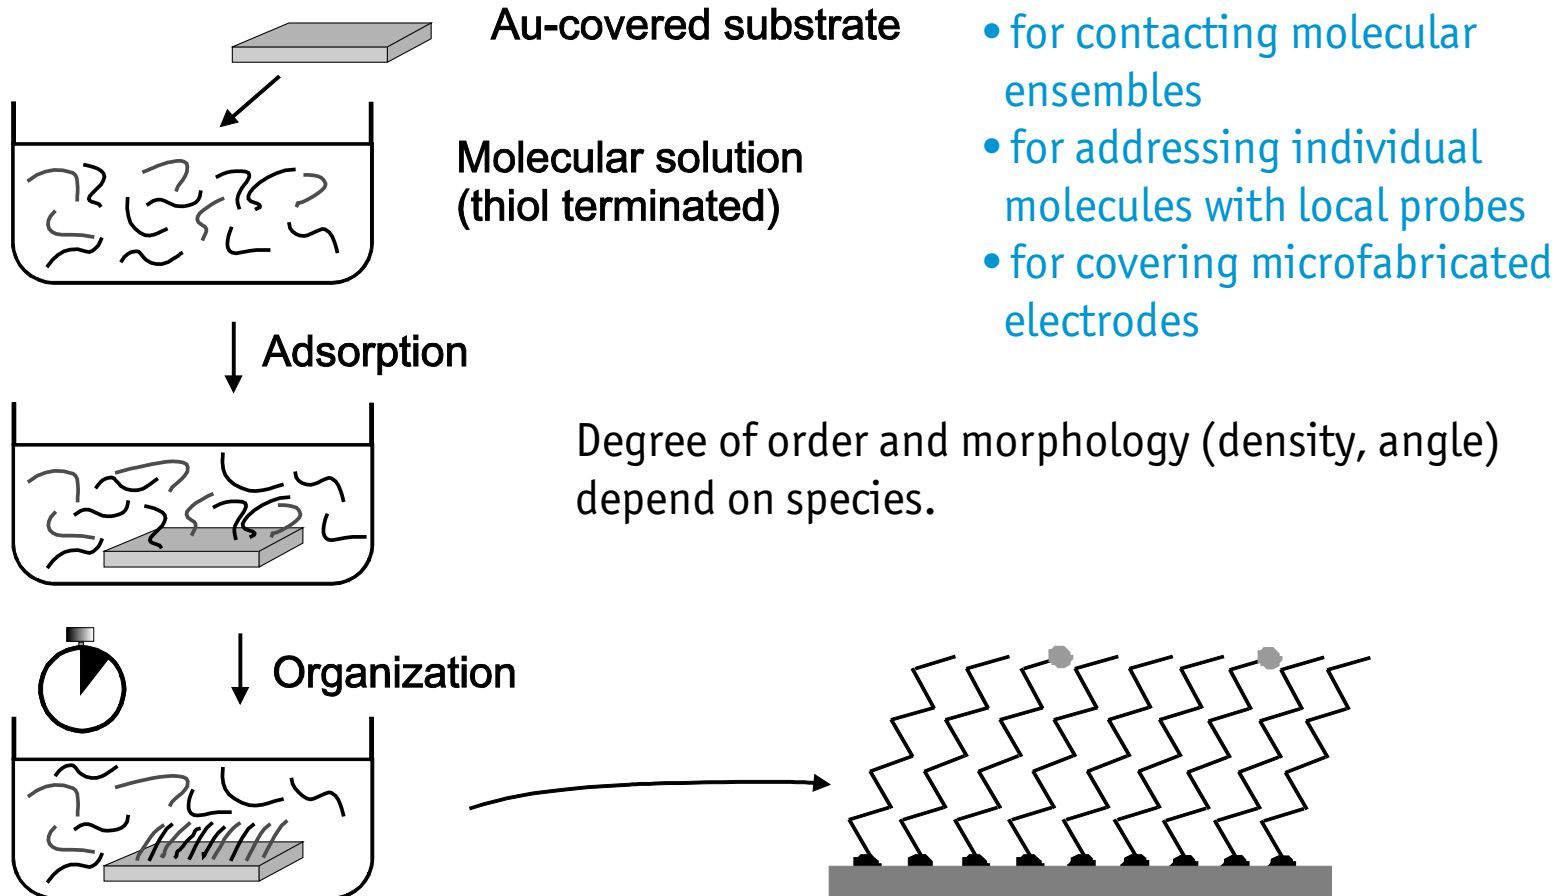 Au-covered substrate
Molecular solution
(thiol terminated)
• for contacting molecular
ensembles
• for addressing individual
molecules with local probes
• for covering microfabricated
electrodes
Adsorption
Degree of order and morphology (density, angle)
depend on species.
Organization